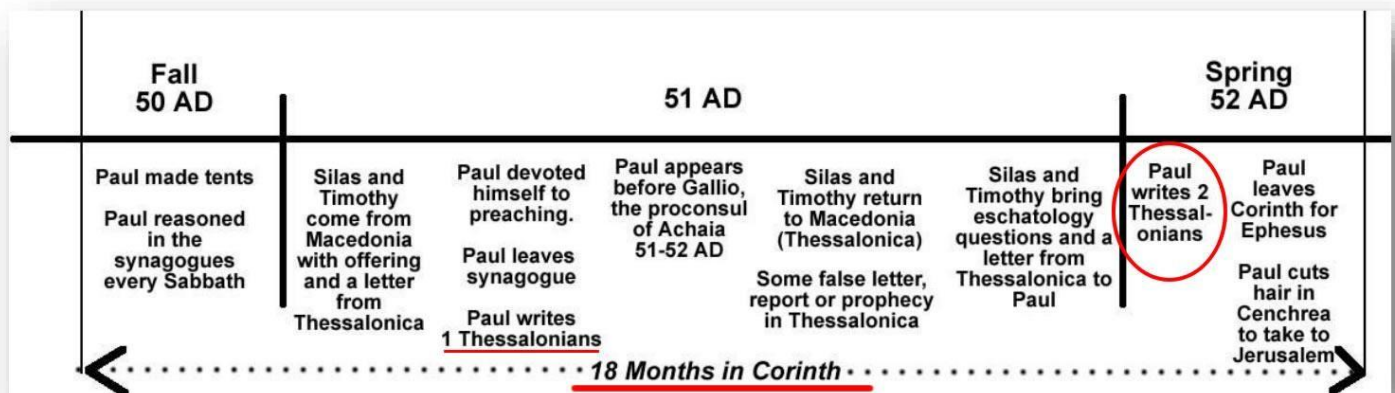 Fall
50 AD
51 AD
Spring
52 AD
Paul made tents
Paul reasoned
in the
synagogues
every Sabbath
Silas and
Timothy
come from
Macedonia
with offering
and a letter
from
Thessalonica
Paul devoted
himself to
preaching.
Paul leaves
synagogue
Paul writes
1 Thessalonians
Paul appears
before Gallio,
the proconsul
of Achaia
51-52 AD
Silas and
Timothy return
to Macedonia
(Thessalonica)
Some false letter,
report or prophecy
in Thessalonica
Silas and
Timothy bring
eschatology
questions and a
letter from
Thessalonica to
Paul
Paul
writes 2
Thessal-
onians
Paul
leaves
Corinth for
Ephesus
Paul cuts
hair in
Cenchrea
to take to
Jerusalem
18 Months in Corinth